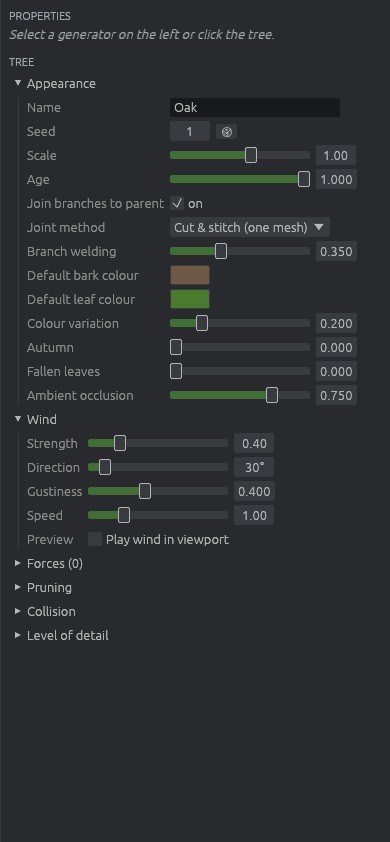 PROPERTIES
Select a generator on the left or click the tree.
TREE
Appearance
Name Oak
Seed 1
Scale 1.00
Age 1.000
Join branches to parent on
Joint method Cut & stitch (one mesh)
Branch welding 0.350
Default bark colour
Default leaf colour
Colour variation 0.200
Autumn 0.000
Fallen leaves 0.000
Ambient occlusion 0.750
Wind
Strength 0.40
Direction 30°
Gustiness 0.400
Speed 1.00
Preview Play wind in viewport
Forces (0)
Pruning
Collision
Level of detail